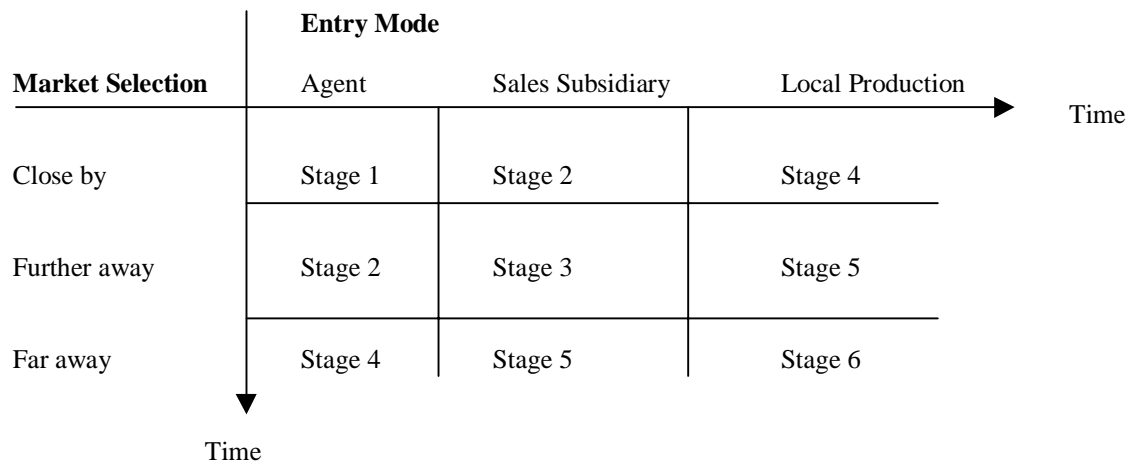 Entry Mode
Market Selection Agent Sales Subsidiary Local Production
Time
Close by Stage 1 Stage 2 Stage 4
Further away Stage 2 Stage 3 Stage 5
Far away Stage 4 Stage 5 Stage 6
Time